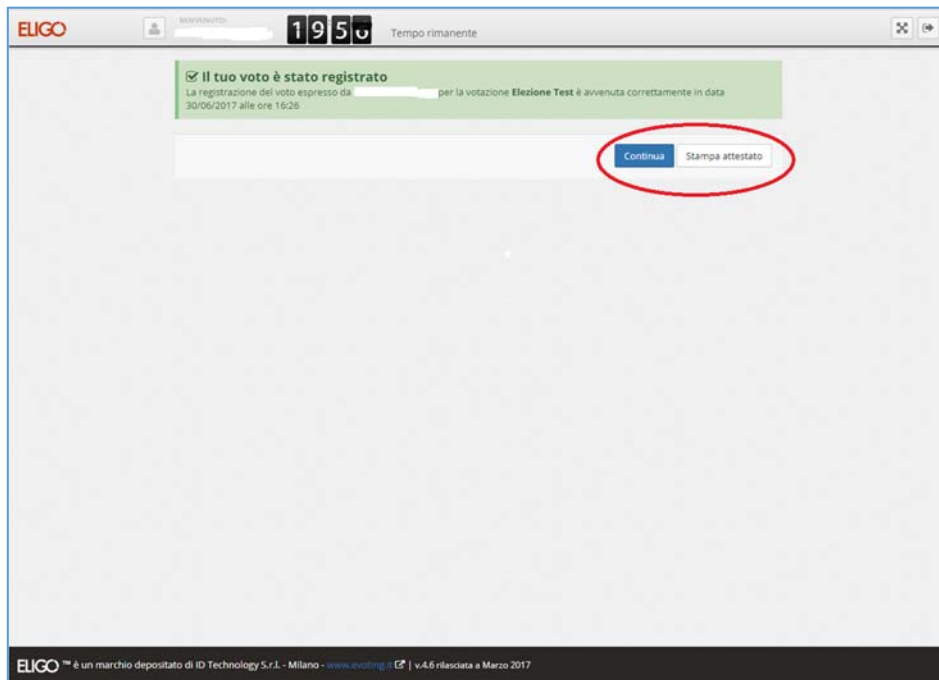 ELIGO
BENVENUTO:
195
Tempo rimanente
Il tuo voto è stato registrato
La registrazione del voto espresso da per la votazione Elezione Test è avvenuta correttamente in data
30/06/2017 alle ore 16:26
Continua Stampa attestato
ELIGO ™ è un marchio depositato di ID Technology S.r.l. - Milano - www.evoting.it | v.4.6 rilasciata a Marzo 2017